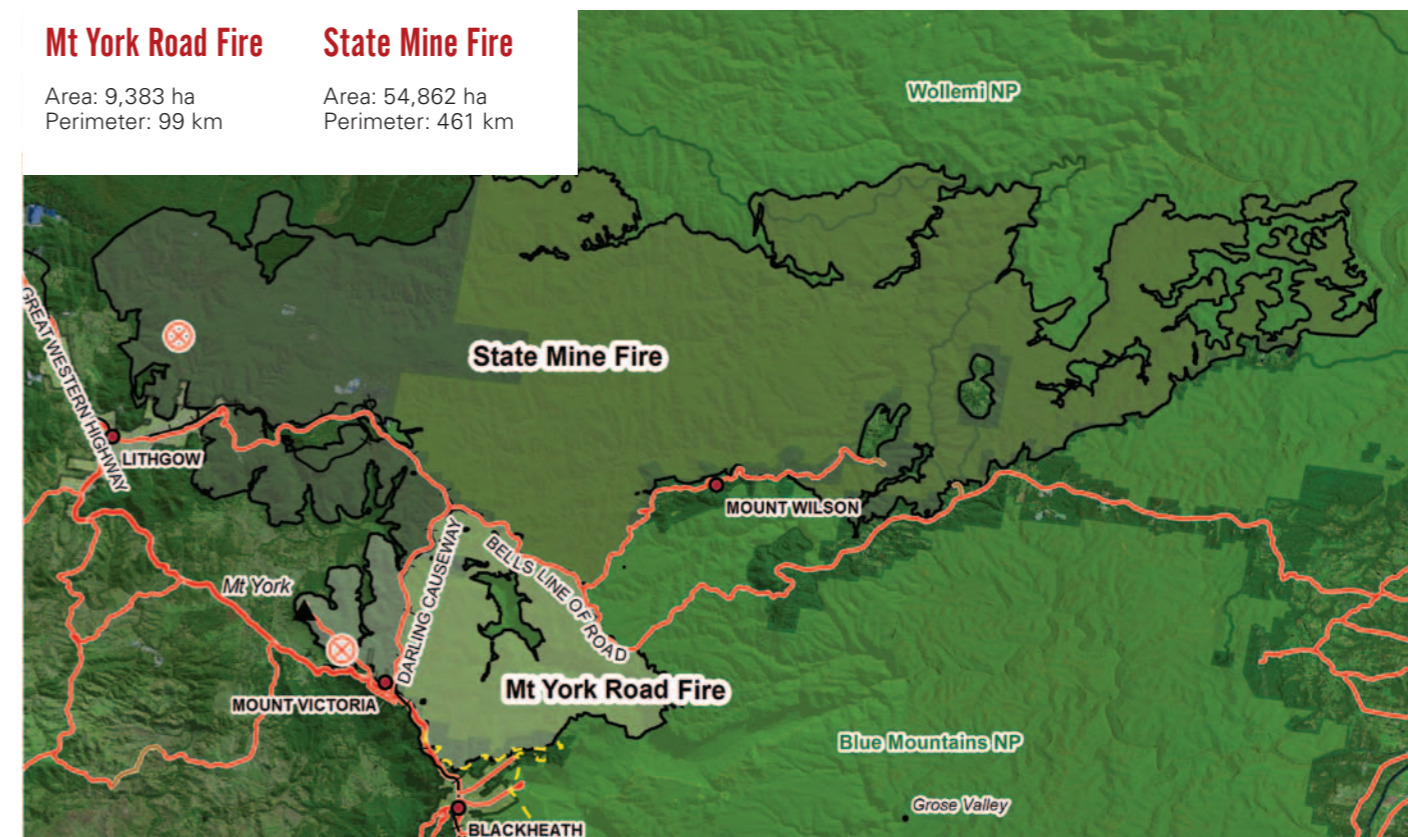 Mt York Road Fire
Area: 9,383 ha
Perimeter: 99 km
State Mine Fire
Area: 54,862 ha
Perimeter: 461 km
Wollemi NP
GREAT WESTERN HIGHWAY
State Mine Fire
LITHGOW
MOUNT WILSON
DARLING CAUSEWAY
BELLS LINE OF ROAD
Mt York
Mt York Road Fire
MOUNT VICTORIA
Blue Mountains NP
Grose Valley
BLACKHEATH